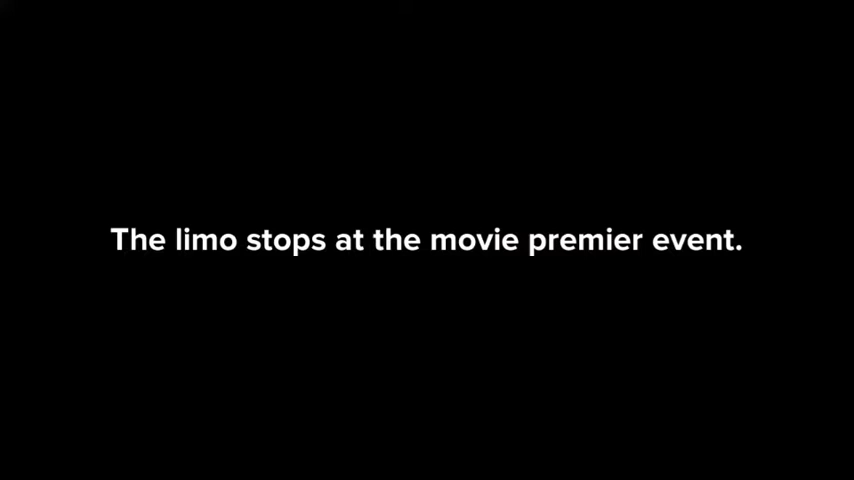 The limo stops at the movie premier event.